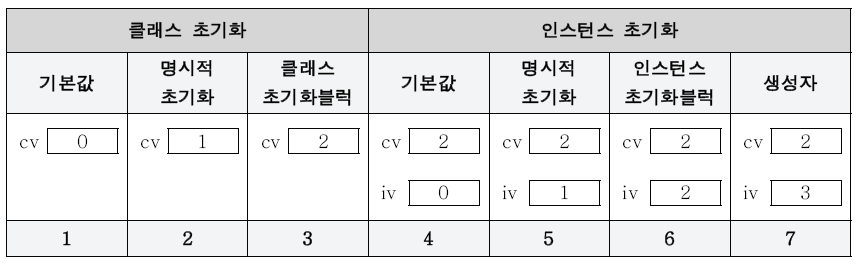 클래스 초기화 인스턴스 초기화
기본값 명시적 초기화 클래스 초기화블럭 기본값 명시적 초기화 인스턴스 초기화블럭 생성자
cv 0 cv 1 cv 2 cv 2 cv 2 cv 2 cv 2
iv 0 iv 1 iv 2 iv 3
1 2 3 4 5 6 7